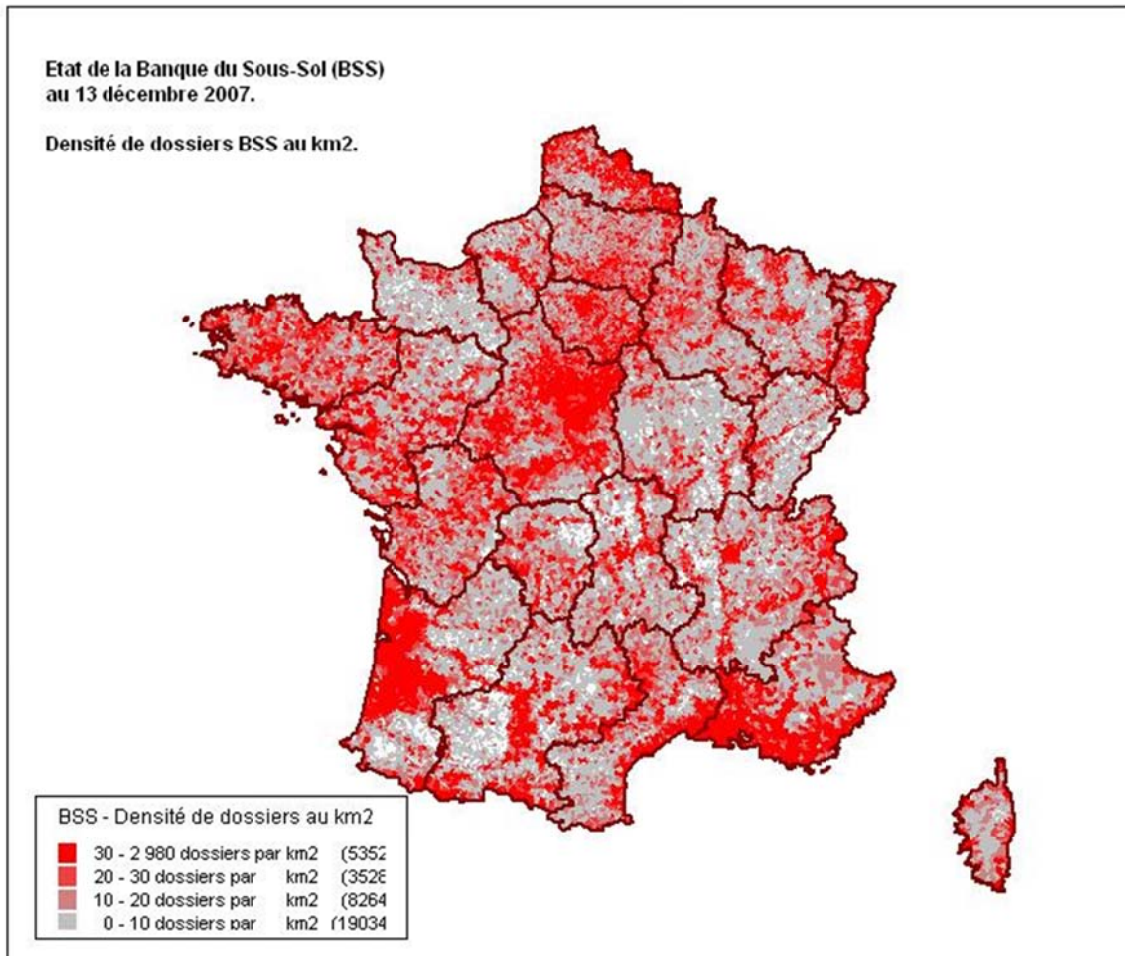 Etat de la Banque du Sous-Sol (BSS)
au 13 décembre 2007.
Densité de dossiers BSS au km2.
BSS - Densité de dossiers au km2
30 - 2 980 dossiers par km2 (5352
20 - 30 dossiers par km2 (3528
10 - 20 dossiers par km2 (8264
0 - 10 dossiers par km2 (19034